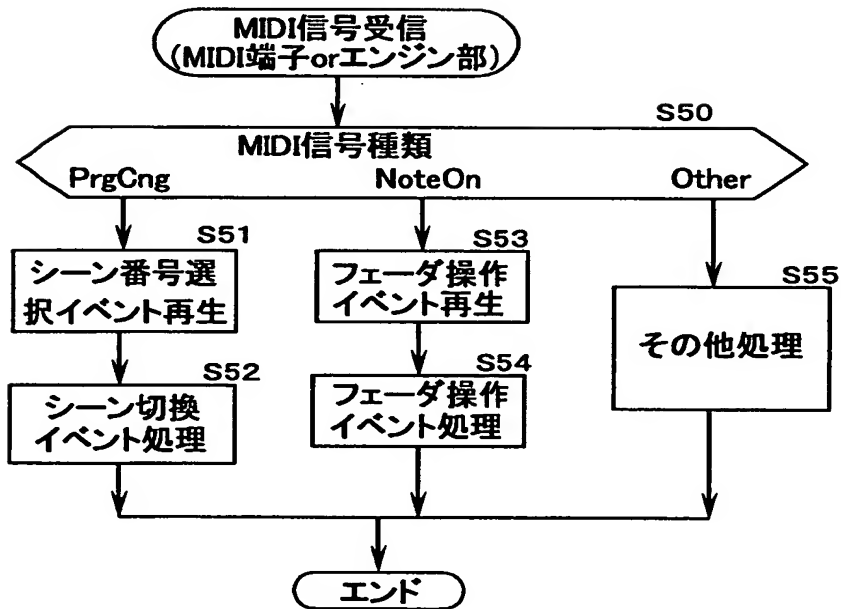 MIDI信号受信
(MIDI端子orエンジン部)
S50
MIDI信号種類
PrgCng
NoteOn
Other
S51
シーン番号選
択イベント再生
S52
シーン切換
イベント処理
S53
フェーダ操作
イベント再生
S54
フェーダ操作
イベント処理
S55
その他処理
エンド